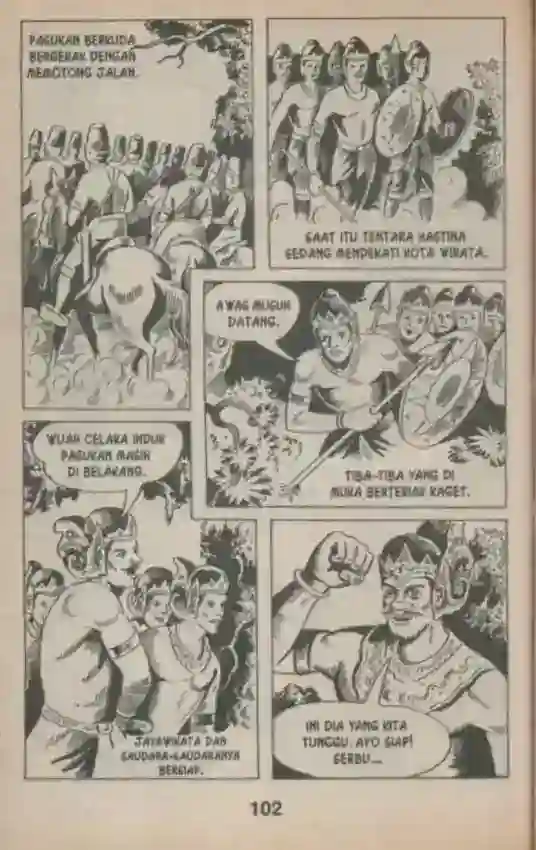 PASUKAN BERKUDA
BERGERAK DENGAN
MEMOTONG JALAN.
SAAT ITU TENTARA HASTINA
SEDANG MENDEKATI KOTA WIRATA.
AWAS MUSUH
DATANG.
TIBA-TIBA YANG DI
MUKA BERTERIAK KAGET.
WUAH CELAKA INDUK
PASUKAN MASIH
DI BELAKANG.
JAYAWIKATA DAN
SAUDARA-SAUDARANYA
BERSIAP.
INI DIA YANG KITA
TUNGGU. AYO SIAP!
SERBU...
102